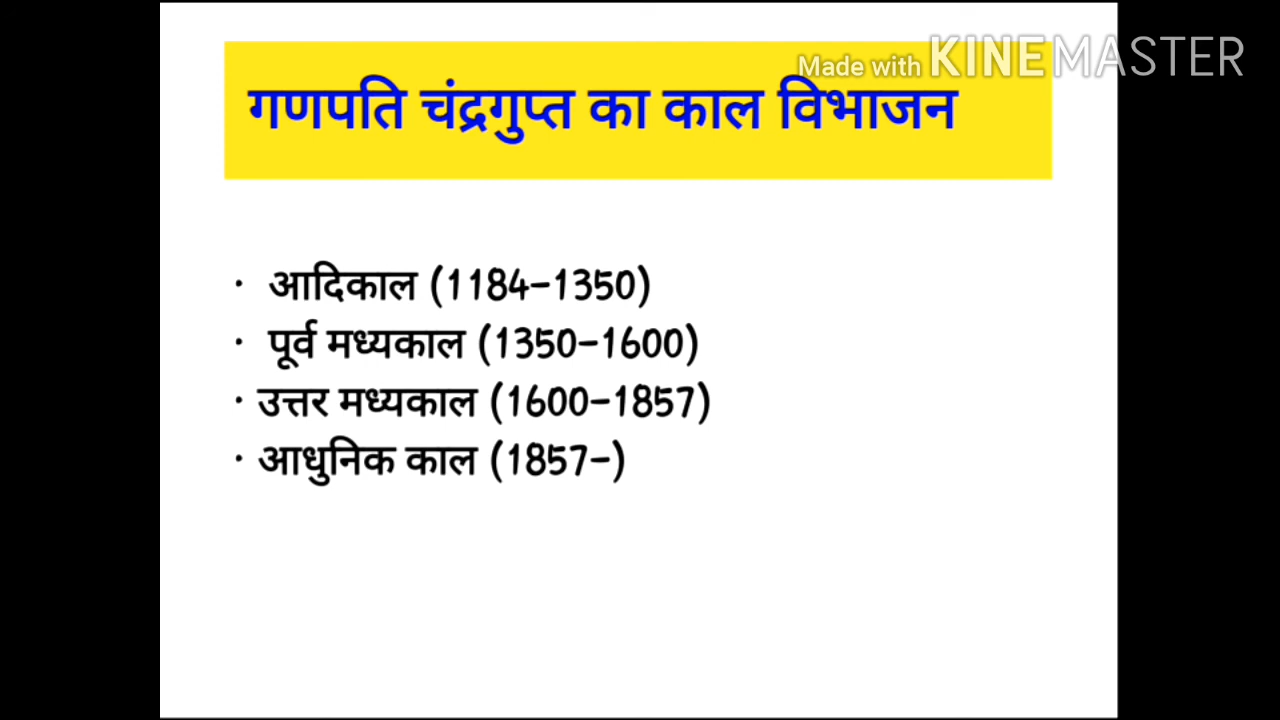 Made with KINEMASTER
गणपति चंद्रगुप्त का काल विभाजन
· आदिकाल (1184-1350)
· पूर्व मध्यकाल (1350-1600)
· उत्तर मध्यकाल (1600-1857)
· आधुनिक काल (1857-)